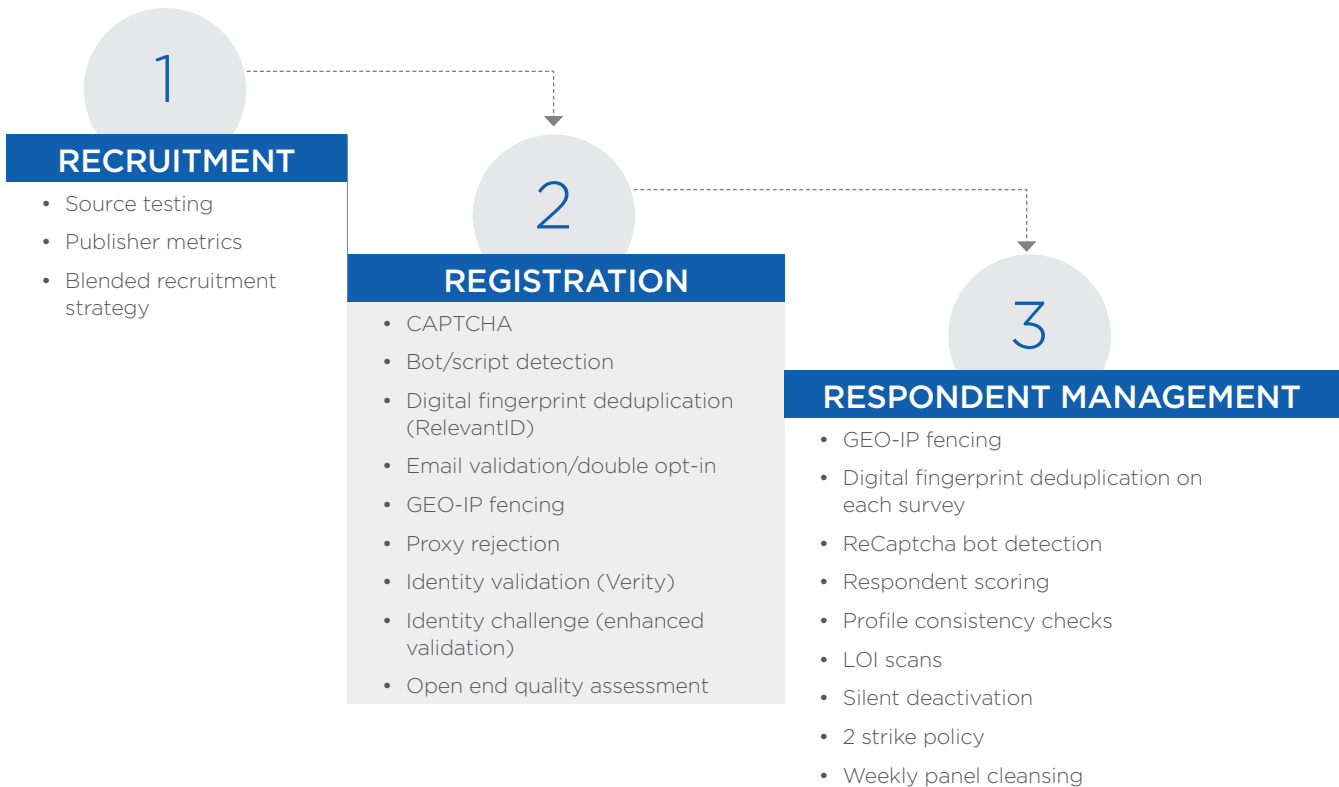 1
RECRUITMENT
• Source testing
• Publisher metrics
• Blended recruitment
strategy
2
REGISTRATION
• CAPTCHA
• Bot/script detection
• Digital fingerprint deduplication
(RelevantID)
• Email validation/double opt-in
• GEO-IP fencing
• Proxy rejection
• Identity validation (Verity)
• Identity challenge (enhanced
validation)
• Open end quality assessment
3
RESPONDENT MANAGEMENT
• GEO-IP fencing
• Digital fingerprint deduplication on
each survey
• ReCaptcha bot detection
• Respondent scoring
• Profile consistency checks
• LOI scans
• Silent deactivation
• 2 strike policy
• Weekly panel cleansing